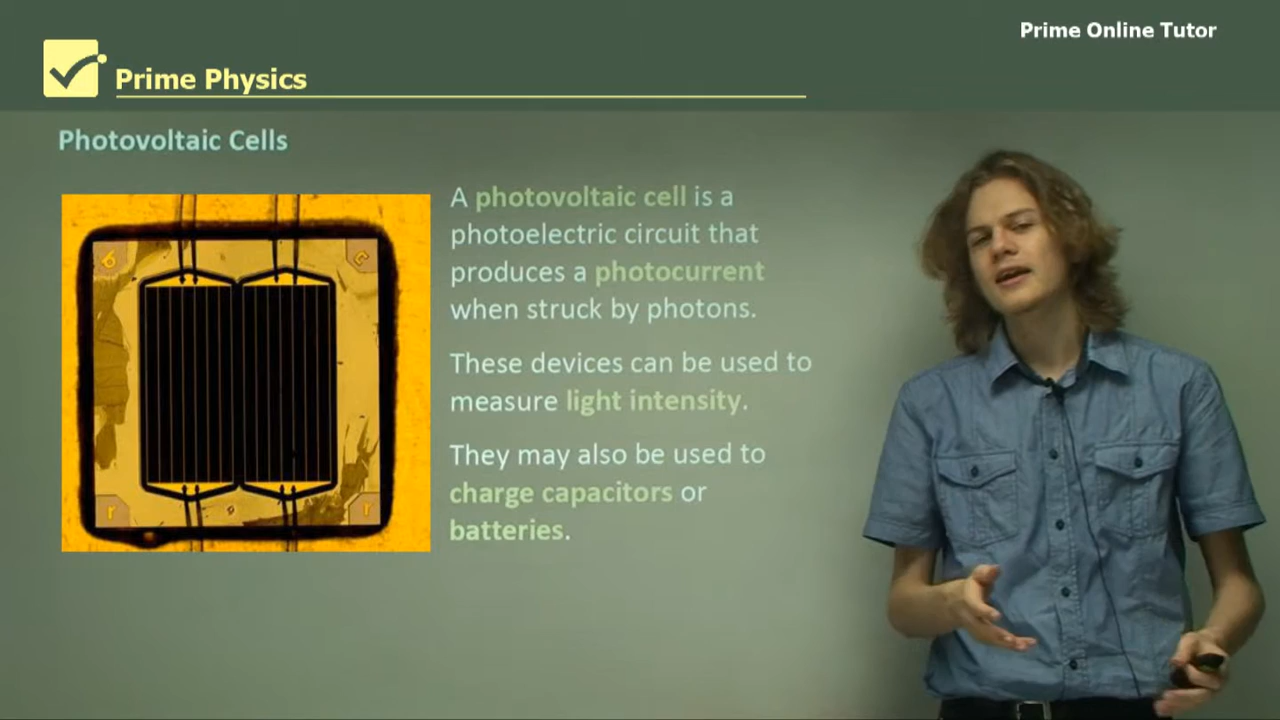 Prime Online Tutor
Prime Physics
Photovoltaic Cells
A photovoltaic cell is a
photoelectric circuit that
produces a photocurrent
when struck by photons.
These devices can be used to
measure light intensity.
They may also be used to
charge capacitors or
batteries.